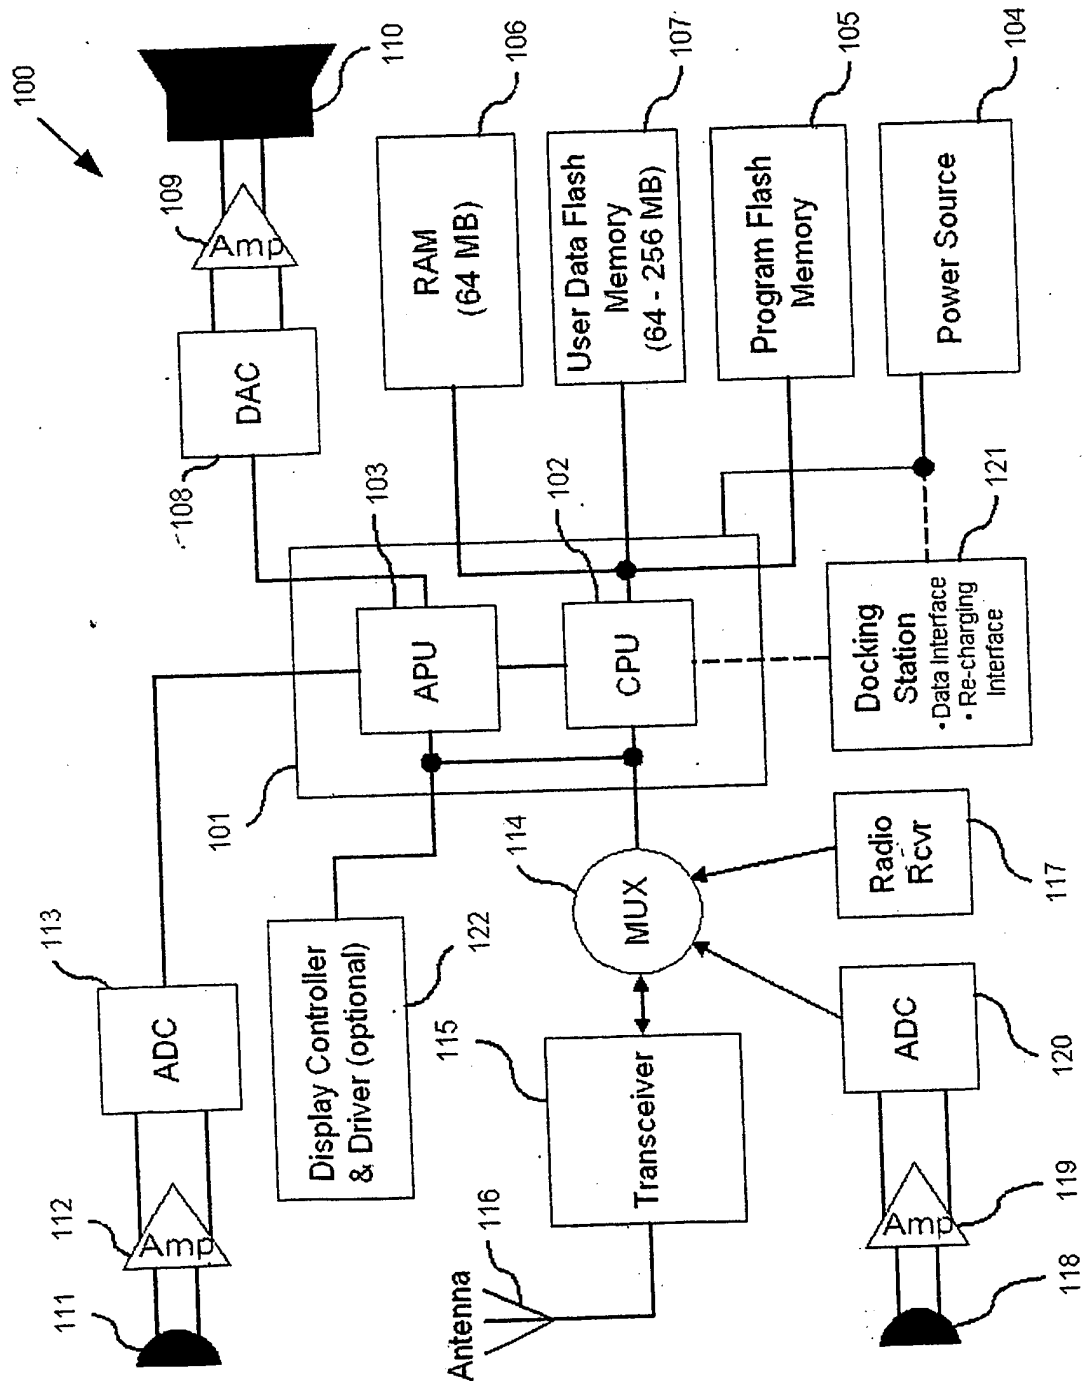 100
110
109
Amp
DAC
108
106
RAM
(64 MB)
107
User Data Flash
Memory
(64 - 256 MB)
105
Program Flash
Memory
104
Power Source
103
APU
102
CPU
101
121
Docking
Station
• Data Interface
• Re-charging
Interface
113
ADC
112
Amp
111
Display Controller
& Driver (optional)
122
114
MUX
Radio
Rcvr
117
115
Transceiver
116
Antenna
ADC
120
Amp
119
118